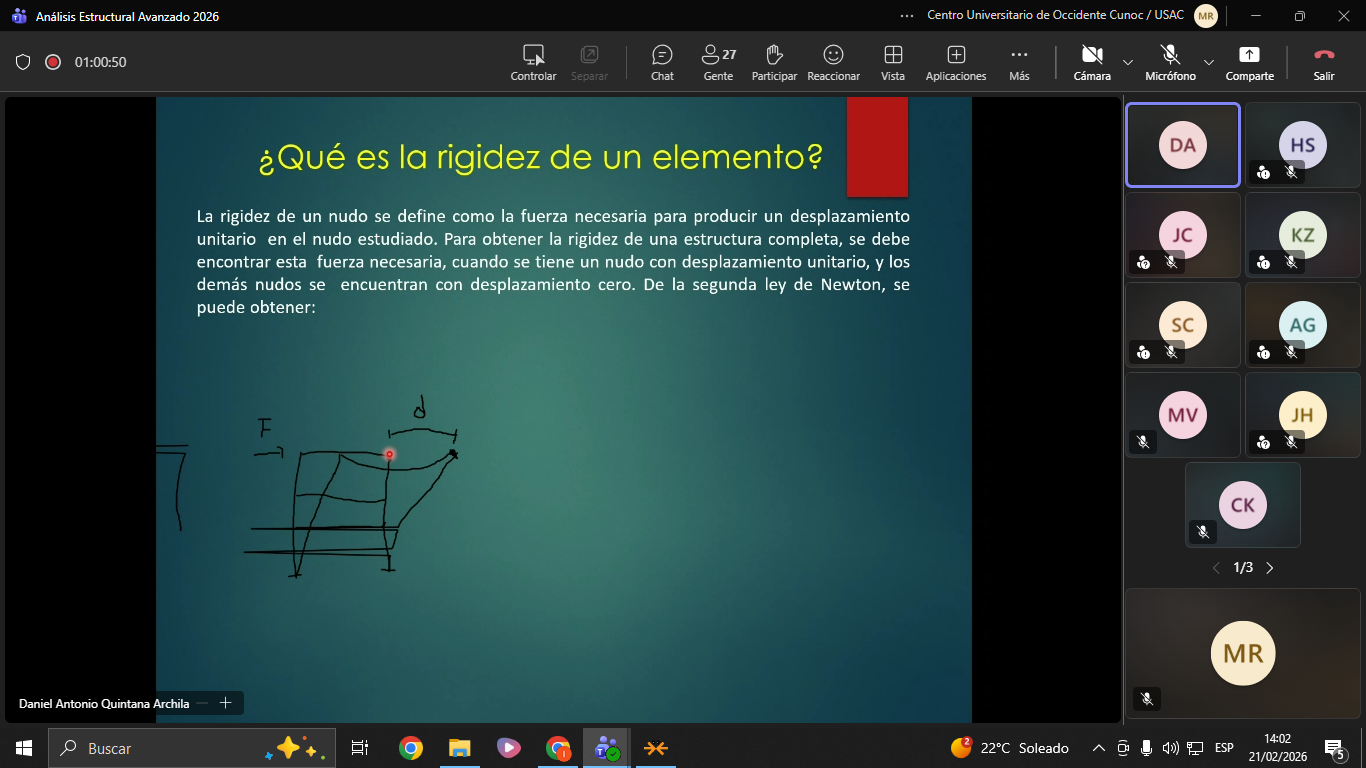 Análisis Estructural Avanzado 2026
Centro Universitario de Occidente Cunoc / USAC
MR
01:00:50
Controlar
Separar
Chat
27
Gente
Participar
Reaccionar
Vista
Aplicaciones
Más
Cámara
Micrófono
Comparte
Salir
¿Qué es la rigidez de un elemento?
La rigidez de un nudo se define como la fuerza necesaria para producir un desplazamiento
unitario en el nudo estudiado. Para obtener la rigidez de una estructura completa, se debe
encontrar esta fuerza necesaria, cuando se tiene un nudo con desplazamiento unitario, y los
demás nudos se encuentran con desplazamiento cero. De la segunda ley de Newton, se
puede obtener:
d
F
Daniel Antonio Quintana Archila
DA
HS
JC
KZ
SC
AG
MV
JH
CK
1/3
MR
Buscar
2
22°C Soleado
ESP
14:02
21/02/2026
5